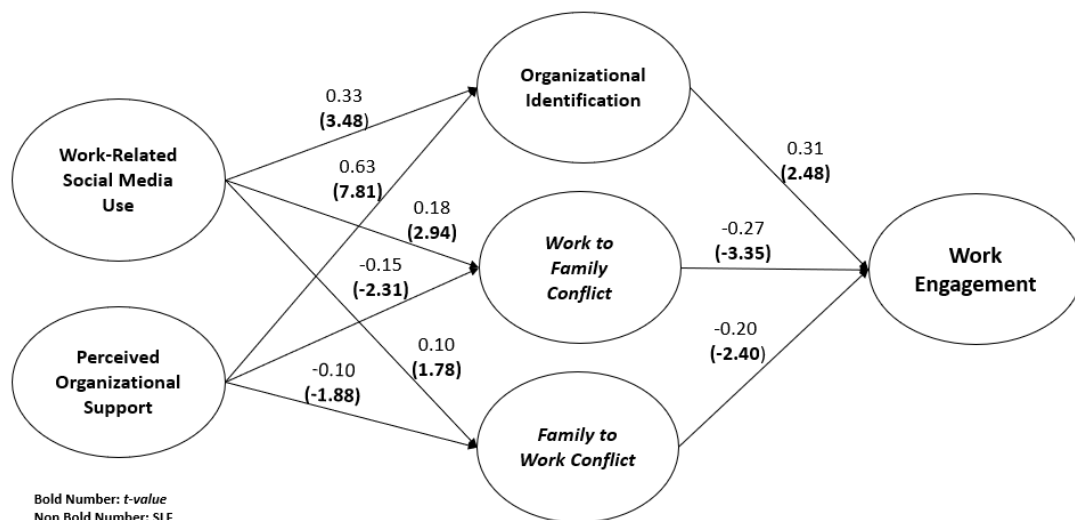 Organizational
Identification
0.33
(3.48)
Work-Related
Social Media
Use
0.63
(7.81)
0.31
(2.48)
0.18
(2.94)
Work to
Family
Conflict
-0.27
(-3.35)
Work
Engagement
-0.15
(-2.31)
Perceived
Organizational
Support
0.10
(1.78)
-0.10
(-1.88)
-0.20
(-2.40)
Family to
Work Conflict
Bold Number: t-value
Non Bold Number: SLF